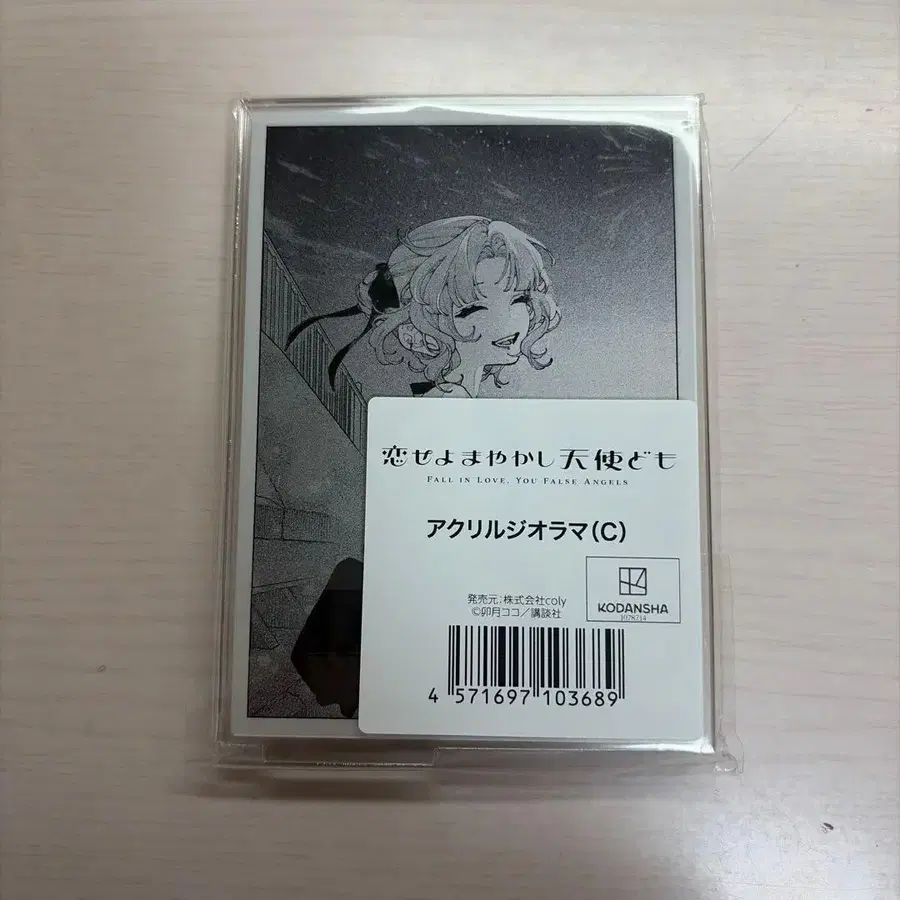 恋せよまやかし天使ども
FALL IN LOVE, YOU FALSE ANGELS
アクリルジオラマ(C)
発売元:株式会社coly
©卯月ココ/講談社
KODANSHA
1078214
4 571697 103689